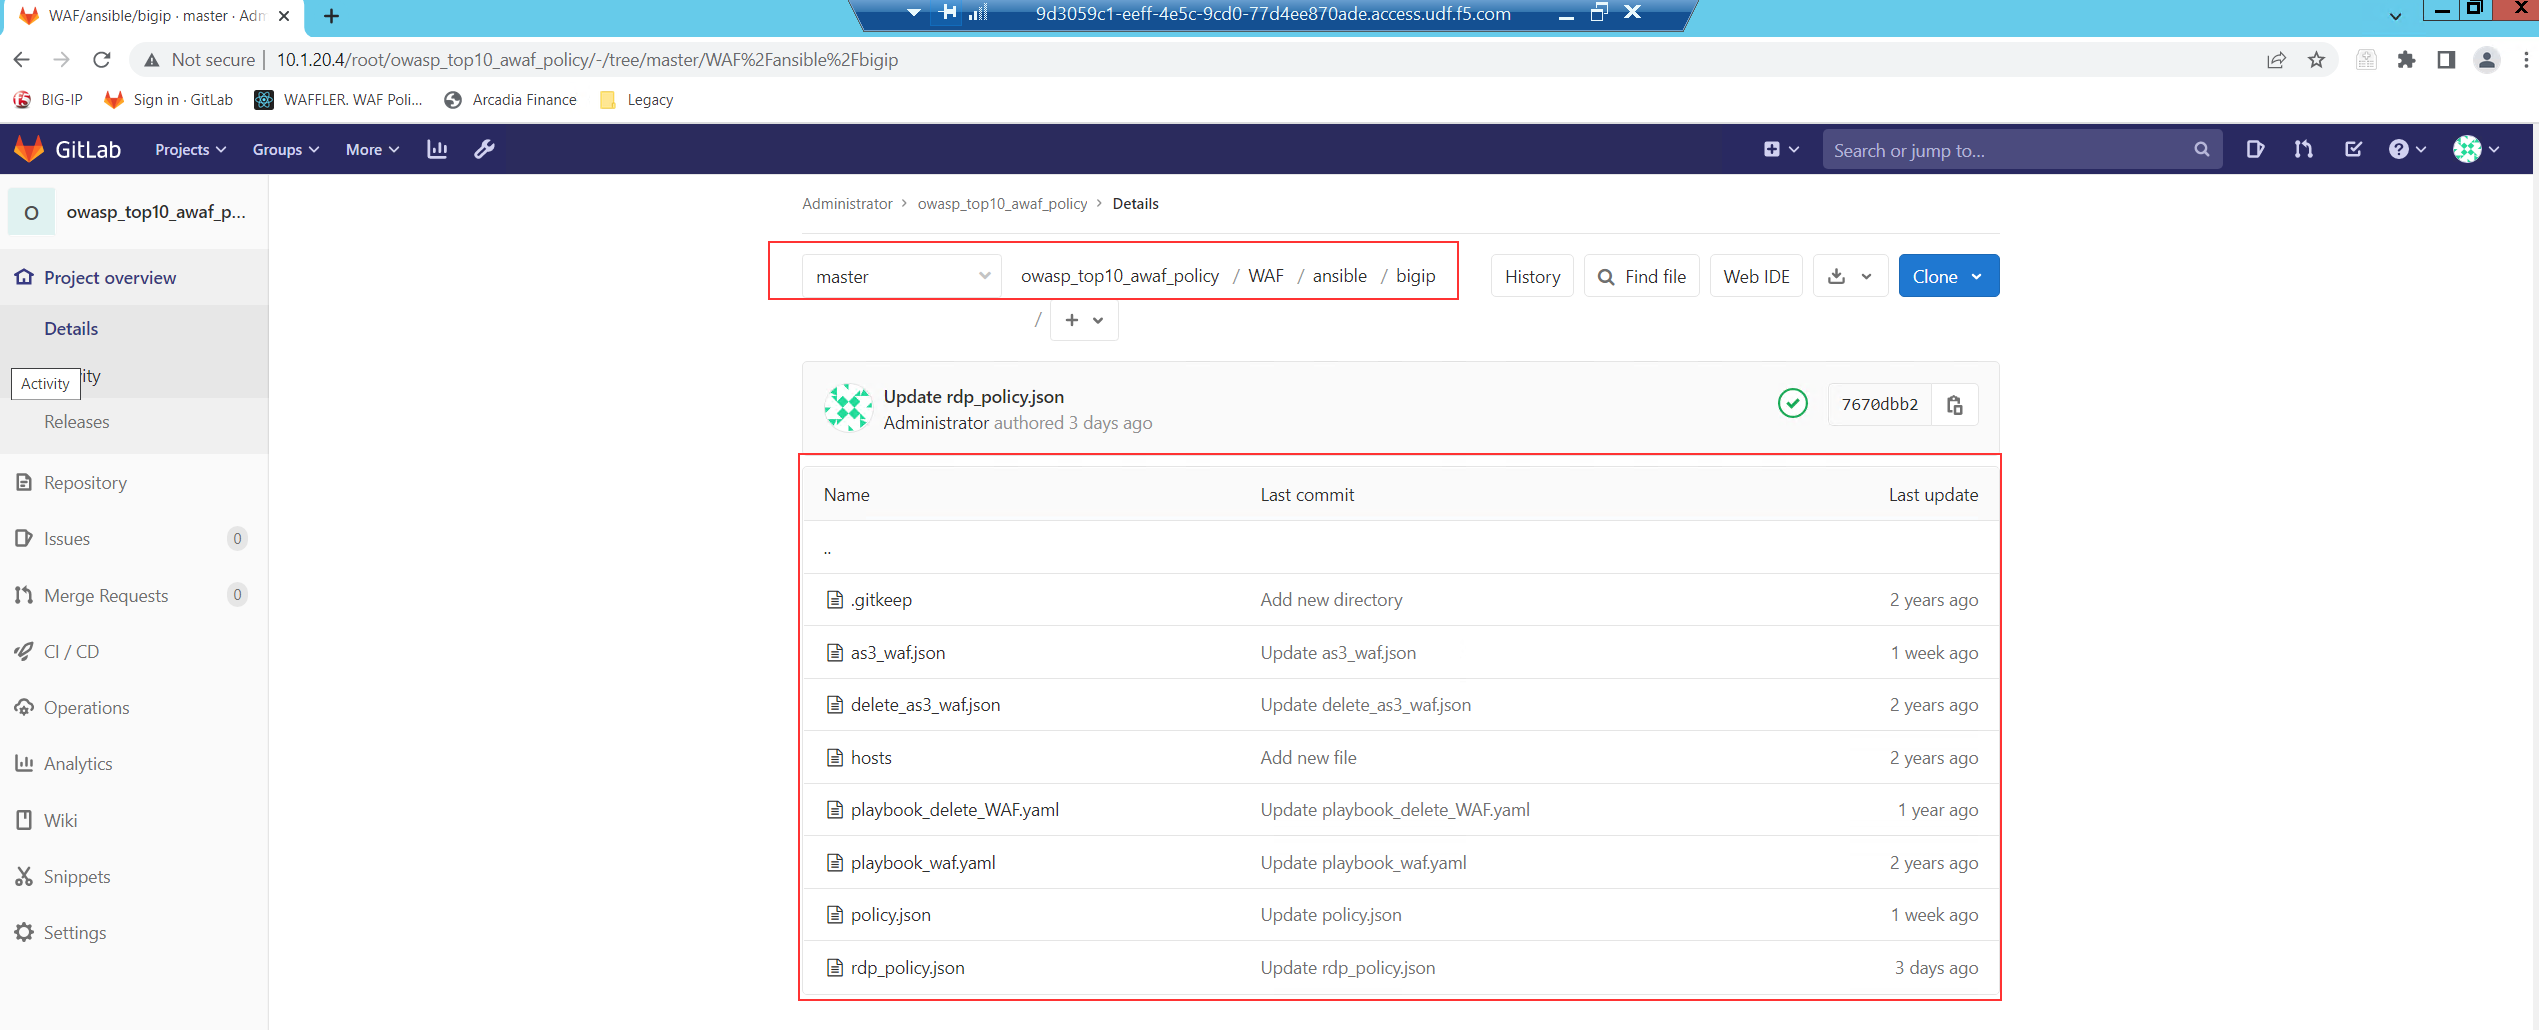 WAF/ansible/bigip · master · Adm
9d3059c1-eeff-4e5c-9cd0-77d4ee870ade.access.udf.f5.com
Not secure 10.1.20.4/root/owasp_top10_awaf_policy/-/tree/master/WAF%2Fansible%2Fbigip
BIG-IP Sign in · GitLab WAFFLER. WAF Poli... Arcadia Finance Legacy
GitLab Projects Groups More Search or jump to...
O owasp_top10_awaf_p...
Administrator > owasp_top10_awaf_policy > Details
Project overview
master owasp_top10_awaf_policy / WAF / ansible / bigip History Find file Web IDE Clone
/ +
Details
Activity ity
Releases
Update rdp_policy.json
Administrator authored 3 days ago
7670dbb2
Repository
Issues 0
Merge Requests 0
CI / CD
Operations
Analytics
Wiki
Snippets
Settings
Name Last commit Last update
..
.gitkeep Add new directory 2 years ago
as3_waf.json Update as3_waf.json 1 week ago
delete_as3_waf.json Update delete_as3_waf.json 2 years ago
hosts Add new file 2 years ago
playbook_delete_WAF.yaml Update playbook_delete_WAF.yaml 1 year ago
playbook_waf.yaml Update playbook_waf.yaml 2 years ago
policy.json Update policy.json 1 week ago
rdp_policy.json Update rdp_policy.json 3 days ago